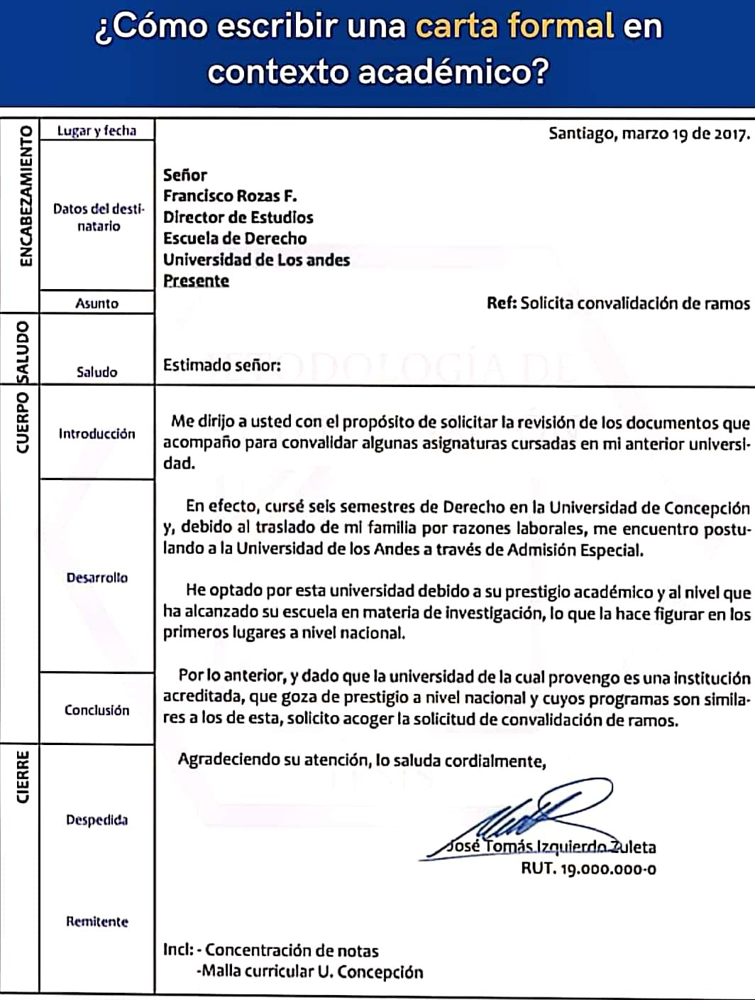 ¿Cómo escribir una carta formal en
contexto académico?
ENCABEZAMIENTO
Lugar y fecha
Santiago, marzo 19 de 2017.
Datos del desti-
natario
Señor
Francisco Rozas F.
Director de Estudios
Escuela de Derecho
Universidad de Los andes
Presente
Asunto
Ref: Solicita convalidación de ramos
SALUDO
Saludo
Estimado señor:
CUERPO
Introducción
Me dirijo a usted con el propósito de solicitar la revisión de los documentos que
acompaño para convalidar algunas asignaturas cursadas en mi anterior universi-
dad.
Desarrollo
En efecto, cursé seis semestres de Derecho en la Universidad de Concepción
y, debido al traslado de mi familia por razones laborales, me encuentro postu-
lando a la Universidad de los Andes a través de Admisión Especial.
He optado por esta universidad debido a su prestigio académico y al nivel que
ha alcanzado su escuela en materia de investigación, lo que la hace figurar en los
primeros lugares a nivel nacional.
Conclusión
Por lo anterior, y dado que la universidad de la cual provengo es una institución
acreditada, que goza de prestigio a nivel nacional y cuyos programas son simila-
res a los de esta, solicito acoger la solicitud de convalidación de ramos.
CIERRE
Despedida
Agradeciendo su atención, lo saluda cordialmente,
José Tomás Izquierdo Zuleta
RUT. 19.000.000-0
Remitente
Incl: - Concentración de notas
-Malla curricular U. Concepción
METODOLOGÍA DE